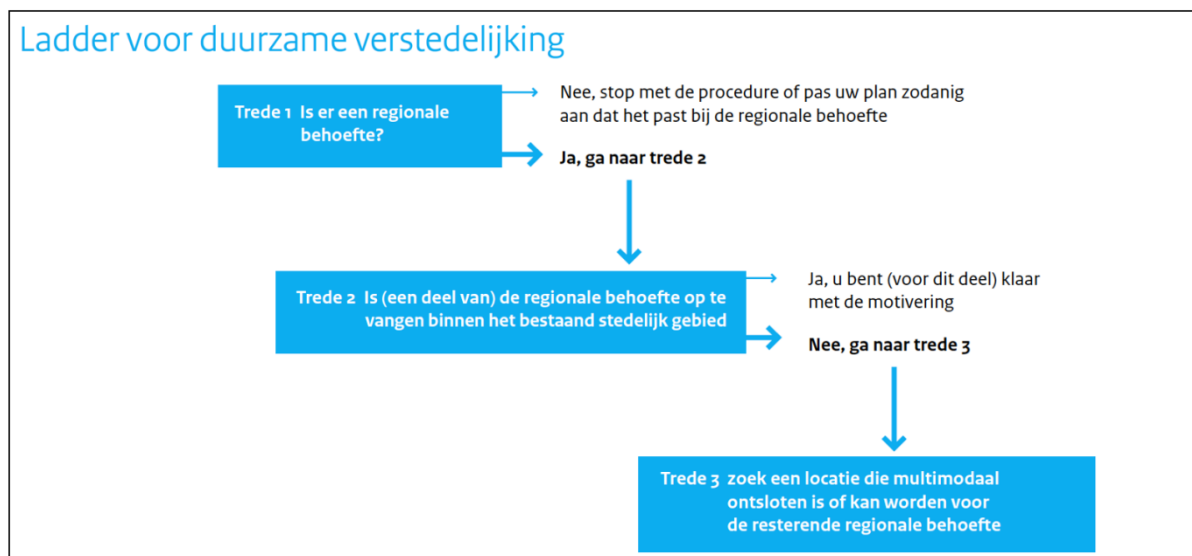 Ladder voor duurzame verstedelijking
Trede 1 Is er een regionale
behoefte?
Nee, stop met de procedure of pas uw plan zodanig
aan dat het past bij de regionale behoefte
Ja, ga naar trede 2
Trede 2 Is (een deel van) de regionale behoefte op te
vangen binnen het bestaand stedelijk gebied
Ja, u bent (voor dit deel) klaar
met de motivering
Nee, ga naar trede 3
Trede 3 zoek een locatie die multimodaal
ontsloten is of kan worden voor
de resterende regionale behoefte